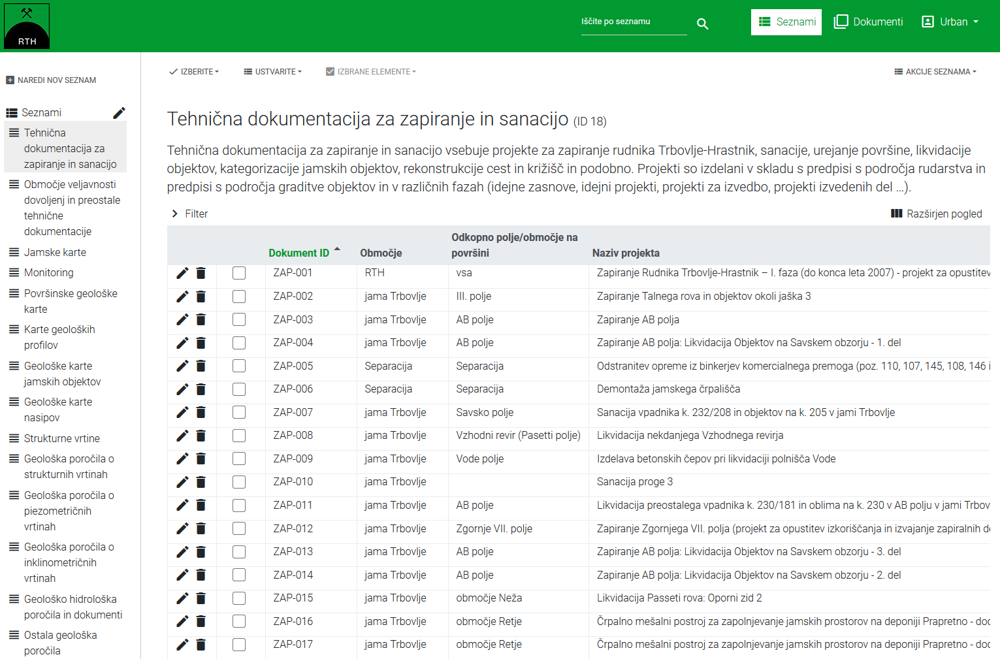 RTH
Iščite po seznamu
Seznami
Dokumenti
Urban
NAREDI NOV SEZNAM
Seznami
Tehnična
dokumentacija za
zapiranje in sanacijo
Območje veljavnosti
dovoljenj in preostale
tehnične
dokumentacije
Jamske karte
Monitoring
Površinske geološke
karte
Karte geoloških
profilov
Geološke karte
jamskih objektov
Geološke karte
nasipov
Strukturne vrtine
Geološka poročila o
strukturnih vrtinah
Geološka poročila o
piezometričnih
vrtinah
Geološka poročila o
inklinometričnih
vrtinah
Geološko hidrološka
poročila in dokumenti
Ostala geološka
poročila
IZBERITE
USTVARITE
IZBRANE ELEMENTE
AKCIJE SEZNAMA
Tehnična dokumentacija za zapiranje in sanacijo (ID 18)
Tehnična dokumentacija za zapiranje in sanacijo vsebuje projekte za zapiranje rudnika Trbovlje-Hrastnik, sanacije, urejanje površine, likvidacije
objektov, kategorizacije jamskih objektov, rekonstrukcije cest in križišč in podobno. Projekti so izdelani v skladu s predpisi s področja rudarstva in
predpisi s področja graditve objektov in v različnih fazah (idejne zasnove, idejni projekti, projekti za izvedbo, projekti izvedenih del ...).
Filter
Razširjen pogled
Dokument ID Območje Odkopno polje/območje na površini Naziv projekta
ZAP-001 RTH vsa Zapiranje Rudnika Trbovlje-Hrastnik – I. faza (do konca leta 2007) - projekt za opustitev
ZAP-002 jama Trbovlje III. polje Zapiranje Talnega rova in objektov okoli jaška 3
ZAP-003 jama Trbovlje AB polje Zapiranje AB polja
ZAP-004 jama Trbovlje AB polje Zapiranje AB polja: Likvidacija Objektov na Savskem obzorju - 1. del
ZAP-005 Separacija Separacija Odstranitev opreme iz binkerjev komercialnega premoga (poz. 110, 107, 145, 108, 146 i
ZAP-006 Separacija Separacija Demontaža jamskega črpališča
ZAP-007 jama Trbovlje Savsko polje Sanacija vpadnika k. 232/208 in objektov na k. 205 v jami Trbovlje
ZAP-008 jama Trbovlje Vzhodni revir (Pasetti polje) Likvidacija nekdanjega Vzhodnega revirja
ZAP-009 jama Trbovlje Vode polje Izdelava betonskih čepov pri likvidaciji polnišča Vode
ZAP-010 jama Trbovlje Sanacija proge 3
ZAP-011 jama Trbovlje AB polje Likvidacija preostalega vpadnika k. 230/181 in oblima na k. 230 v AB polju v jami Trbov
ZAP-012 jama Trbovlje Zgornje VII. polje Zapiranje Zgornjega VII. polja (projekt za opustitev izkoriščanja in izvajanje zapiralnih de
ZAP-013 jama Trbovlje AB polje Zapiranje AB polja: Likvidacija Objektov na Savskem obzorju - 3. del
ZAP-014 jama Trbovlje AB polje Zapiranje AB polja: Likvidacija Objektov na Savskem obzorju - 2. del
ZAP-015 jama Trbovlje območje Neža Likvidacija Passeti rova: Oporni zid 2
ZAP-016 jama Trbovlje območje Retje Črpalno mešalni postroj za zapolnjevanje jamskih prostorov na deponiji Prapretno - doc
ZAP-017 jama Trbovlje območje Retje Črpalno mešalni postroj za zapolnjevanje jamskih prostorov na deponiji Prapretno - doc